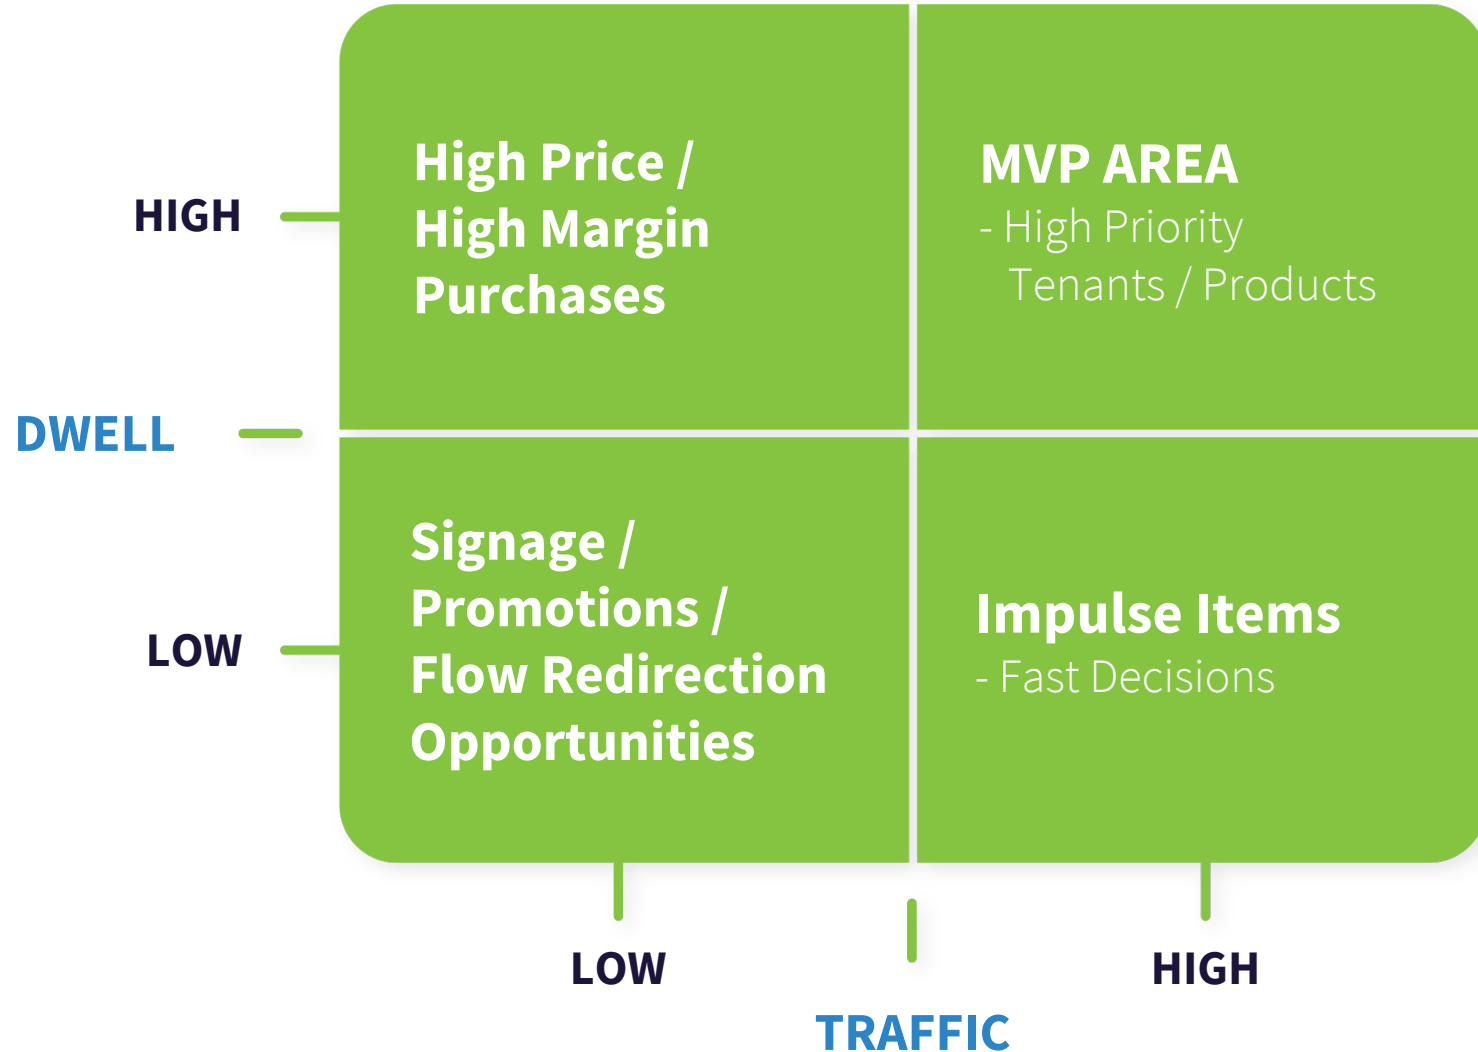 High Price /
High Margin
Purchases
MVP AREA
- High Priority
Tenants / Products
HIGH
DWELL
Signage /
Promotions /
Flow Redirection
Opportunities
Impulse Items
- Fast Decisions
LOW
LOW
HIGH
TRAFFIC